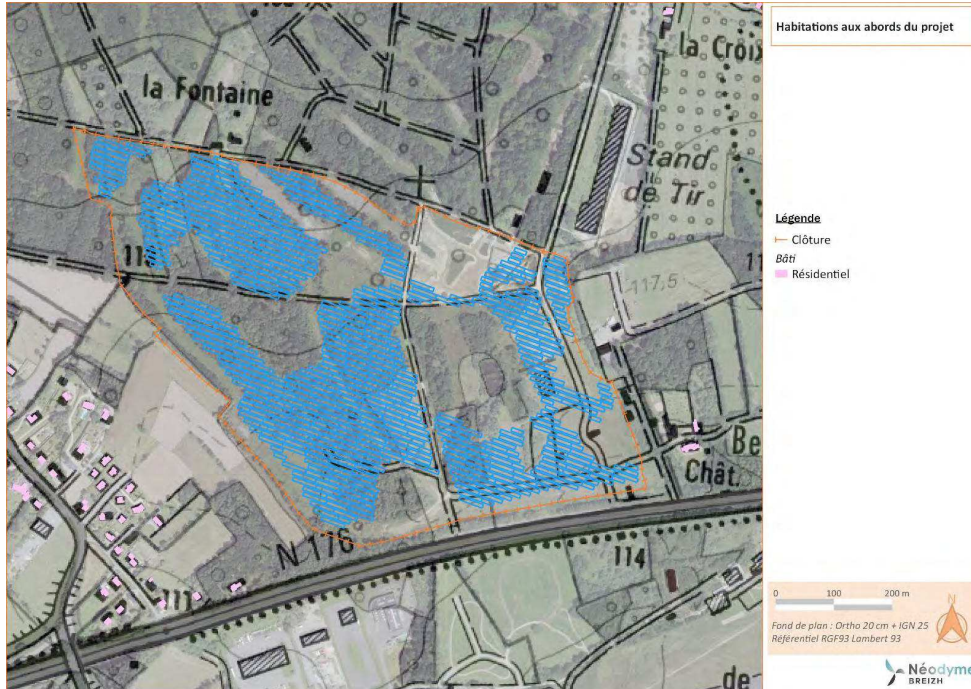 Habitations aux abords du projet
la Croix
la Fontaine
Stand
de Tir
117,5
Légende
Clôture
Bâti
Résidentiel
Be
Chât.
N 176
114
111
de
0 100 200 m
N
Fond de plan : Ortho 20 cm + IGN 25
Référentiel RGF93 Lambert 93
Néodyme
BREIZH